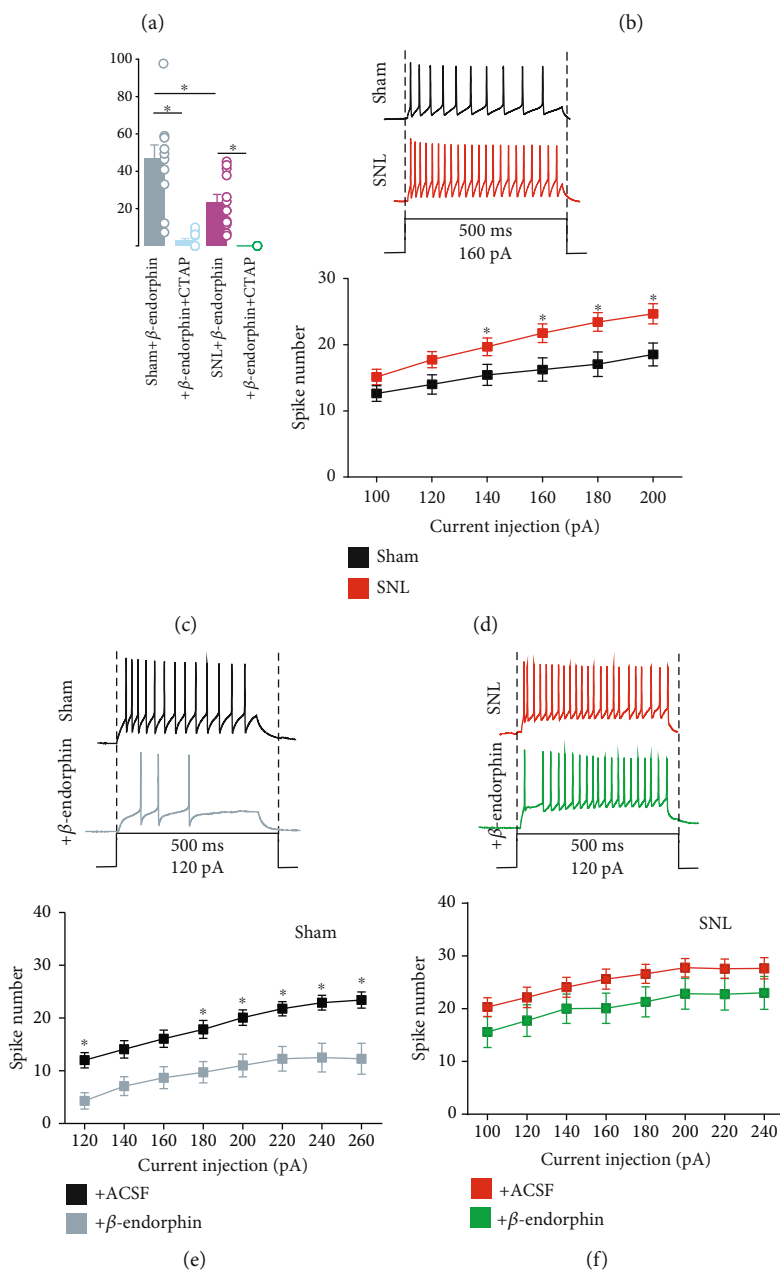 (a)
(b)
100
80
60
40
20
*
*
*
Sham+β-endorphin
+β-endorphin+CTAP
SNL+β-endorphin
+β-endorphin+CTAP
Sham
SNL
500 ms
160 pA
Spike number
30
20
10
0
* * * *
100 120 140 160 180 200
Current injection (pA)
Sham
SNL
(c)
(d)
Sham
+β-endorphin
500 ms
120 pA
SNL
+β-endorphin
500 ms
120 pA
Sham
Spike number
40
30
20
10
0
* * * * * *
120 140 160 180 200 220 240 260
Current injection (pA)
+ACSF
+β-endorphin
(e)
SNL
Spike number
40
30
20
10
0
100 120 140 160 180 200 220 240
Current injection (pA)
+ACSF
+β-endorphin
(f)